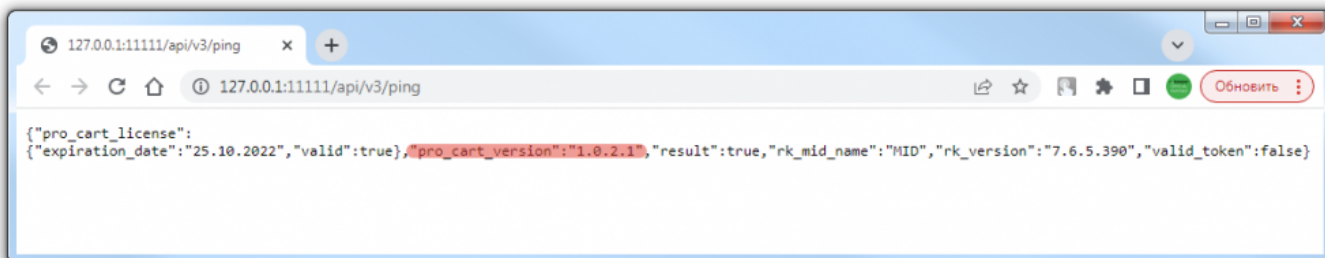 127.0.0.1:11111/api/v3/ping
127.0.0.1:11111/api/v3/ping
Обновить
{"pro_cart_license":
{"expiration_date":"25.10.2022","valid":true},"pro_cart_version":"1.0.2.1","result":true,"rk_mid_name":"MID","rk_version":"7.6.5.390","valid_token":false}